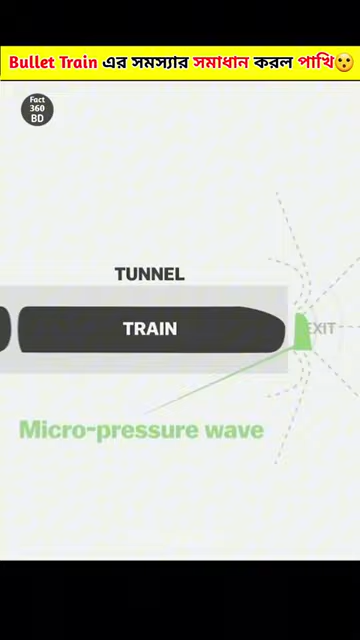 Bullet Train এর সমস্যার সমাধান করল পাখি😯
Fact
360
BD
TUNNEL
TRAIN
EXIT
Micro-pressure wave